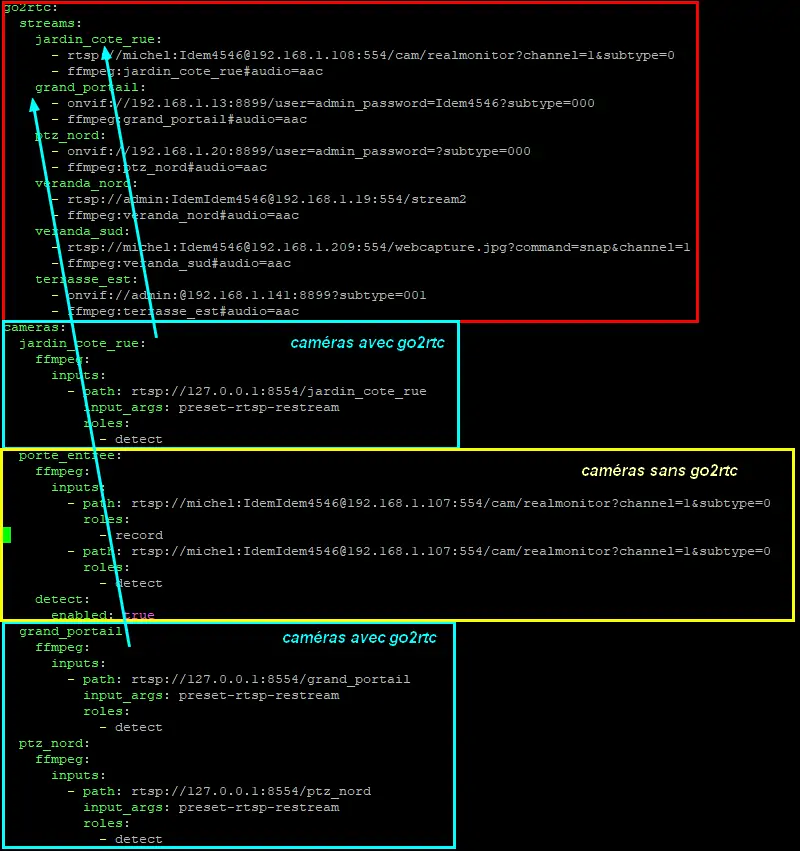 go2rtc:
  streams:
    jardin_cote_rue:
      - rtsp://michel:Idem4546@192.168.1.108:554/cam/realmonitor?channel=1&subtype=0
      - ffmpeg:jardin_cote_rue#audio=aac
    grand_portail:
      - onvif://192.168.1.13:8899/user=admin_password=Idem4546?subtype=000
      - ffmpeg:grand_portail#audio=aac
    ptz_nord:
      - onvif://192.168.1.20:8899/user=admin_password=?subtype=000
      - ffmpeg:ptz_nord#audio=aac
    veranda_nord:
      - rtsp://admin:IdemIdem4546@192.168.1.19:554/stream2
      - ffmpeg:veranda_nord#audio=aac
    veranda_sud:
      - rtsp://michel:Idem4546@192.168.1.209:554/webcapture.jpg?command=snap&channel=1
      - ffmpeg:veranda_sud#audio=aac
    terrasse_est:
      - onvif://admin:@192.168.1.141:8899?subtype=001
      - ffmpeg:terrasse_est#audio=aac
cameras:
  jardin_cote_rue: caméras avec go2rtc
    ffmpeg:
      inputs:
        - path: rtsp://127.0.0.1:8554/jardin_cote_rue
          input_args: preset-rtsp-restream
          roles:
            - detect
  porte_entree:
    ffmpeg: caméras sans go2rtc
      inputs:
        - path: rtsp://michel:IdemIdem4546@192.168.1.107:554/cam/realmonitor?channel=1&subtype=0
          roles:
            - record
        - path: rtsp://michel:IdemIdem4546@192.168.1.107:554/cam/realmonitor?channel=1&subtype=0
          roles:
            - detect
    detect:
      enabled: true
  grand_portail: caméras avec go2rtc
    ffmpeg:
      inputs:
        - path: rtsp://127.0.0.1:8554/grand_portail
          input_args: preset-rtsp-restream
          roles:
            - detect
  ptz_nord:
    ffmpeg:
      inputs:
        - path: rtsp://127.0.0.1:8554/ptz_nord
          input_args: preset-rtsp-restream
          roles:
            - detect